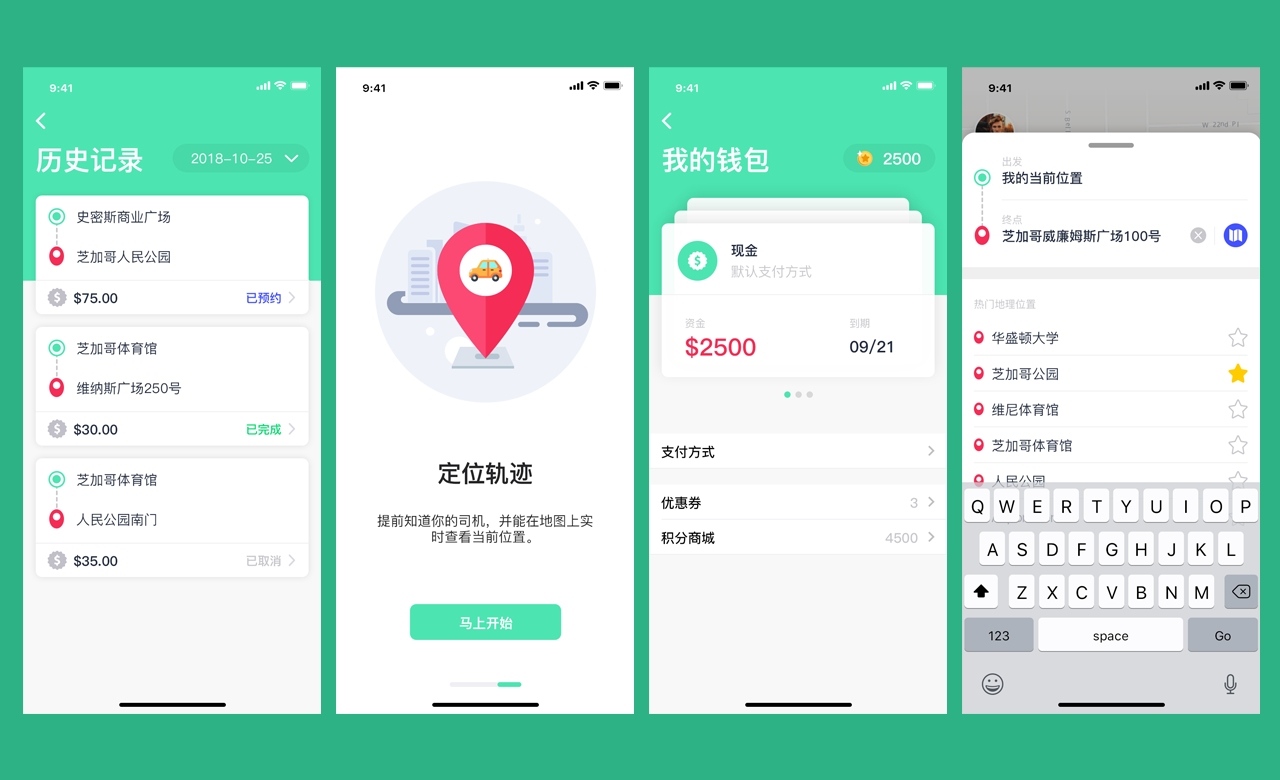 9:41
历史记录
2018-10-25
史密斯商业广场
芝加哥人民公园
$75.00
已预约
芝加哥体育馆
维纳斯广场250号
$30.00
已完成
芝加哥体育馆
人民公园南门
$35.00
已取消
9:41
定位轨迹
提前知道你的司机，并能在地图上实
时查看当前位置。
马上开始
9:41
我的钱包
2500
现金
默认支付方式
资金
到期
$2500
09/21
支付方式
优惠券
3
积分商城
4500
9:41
W 22nd Pl
出发
我的当前位置
终点
芝加哥威廉姆斯广场100号
热门地理位置
华盛顿大学
芝加哥公园
维尼体育馆
芝加哥体育馆
人民公园
Q W E R T Y U I O P
A S D F G H J K L
Z X C V B N M
123
space
Go